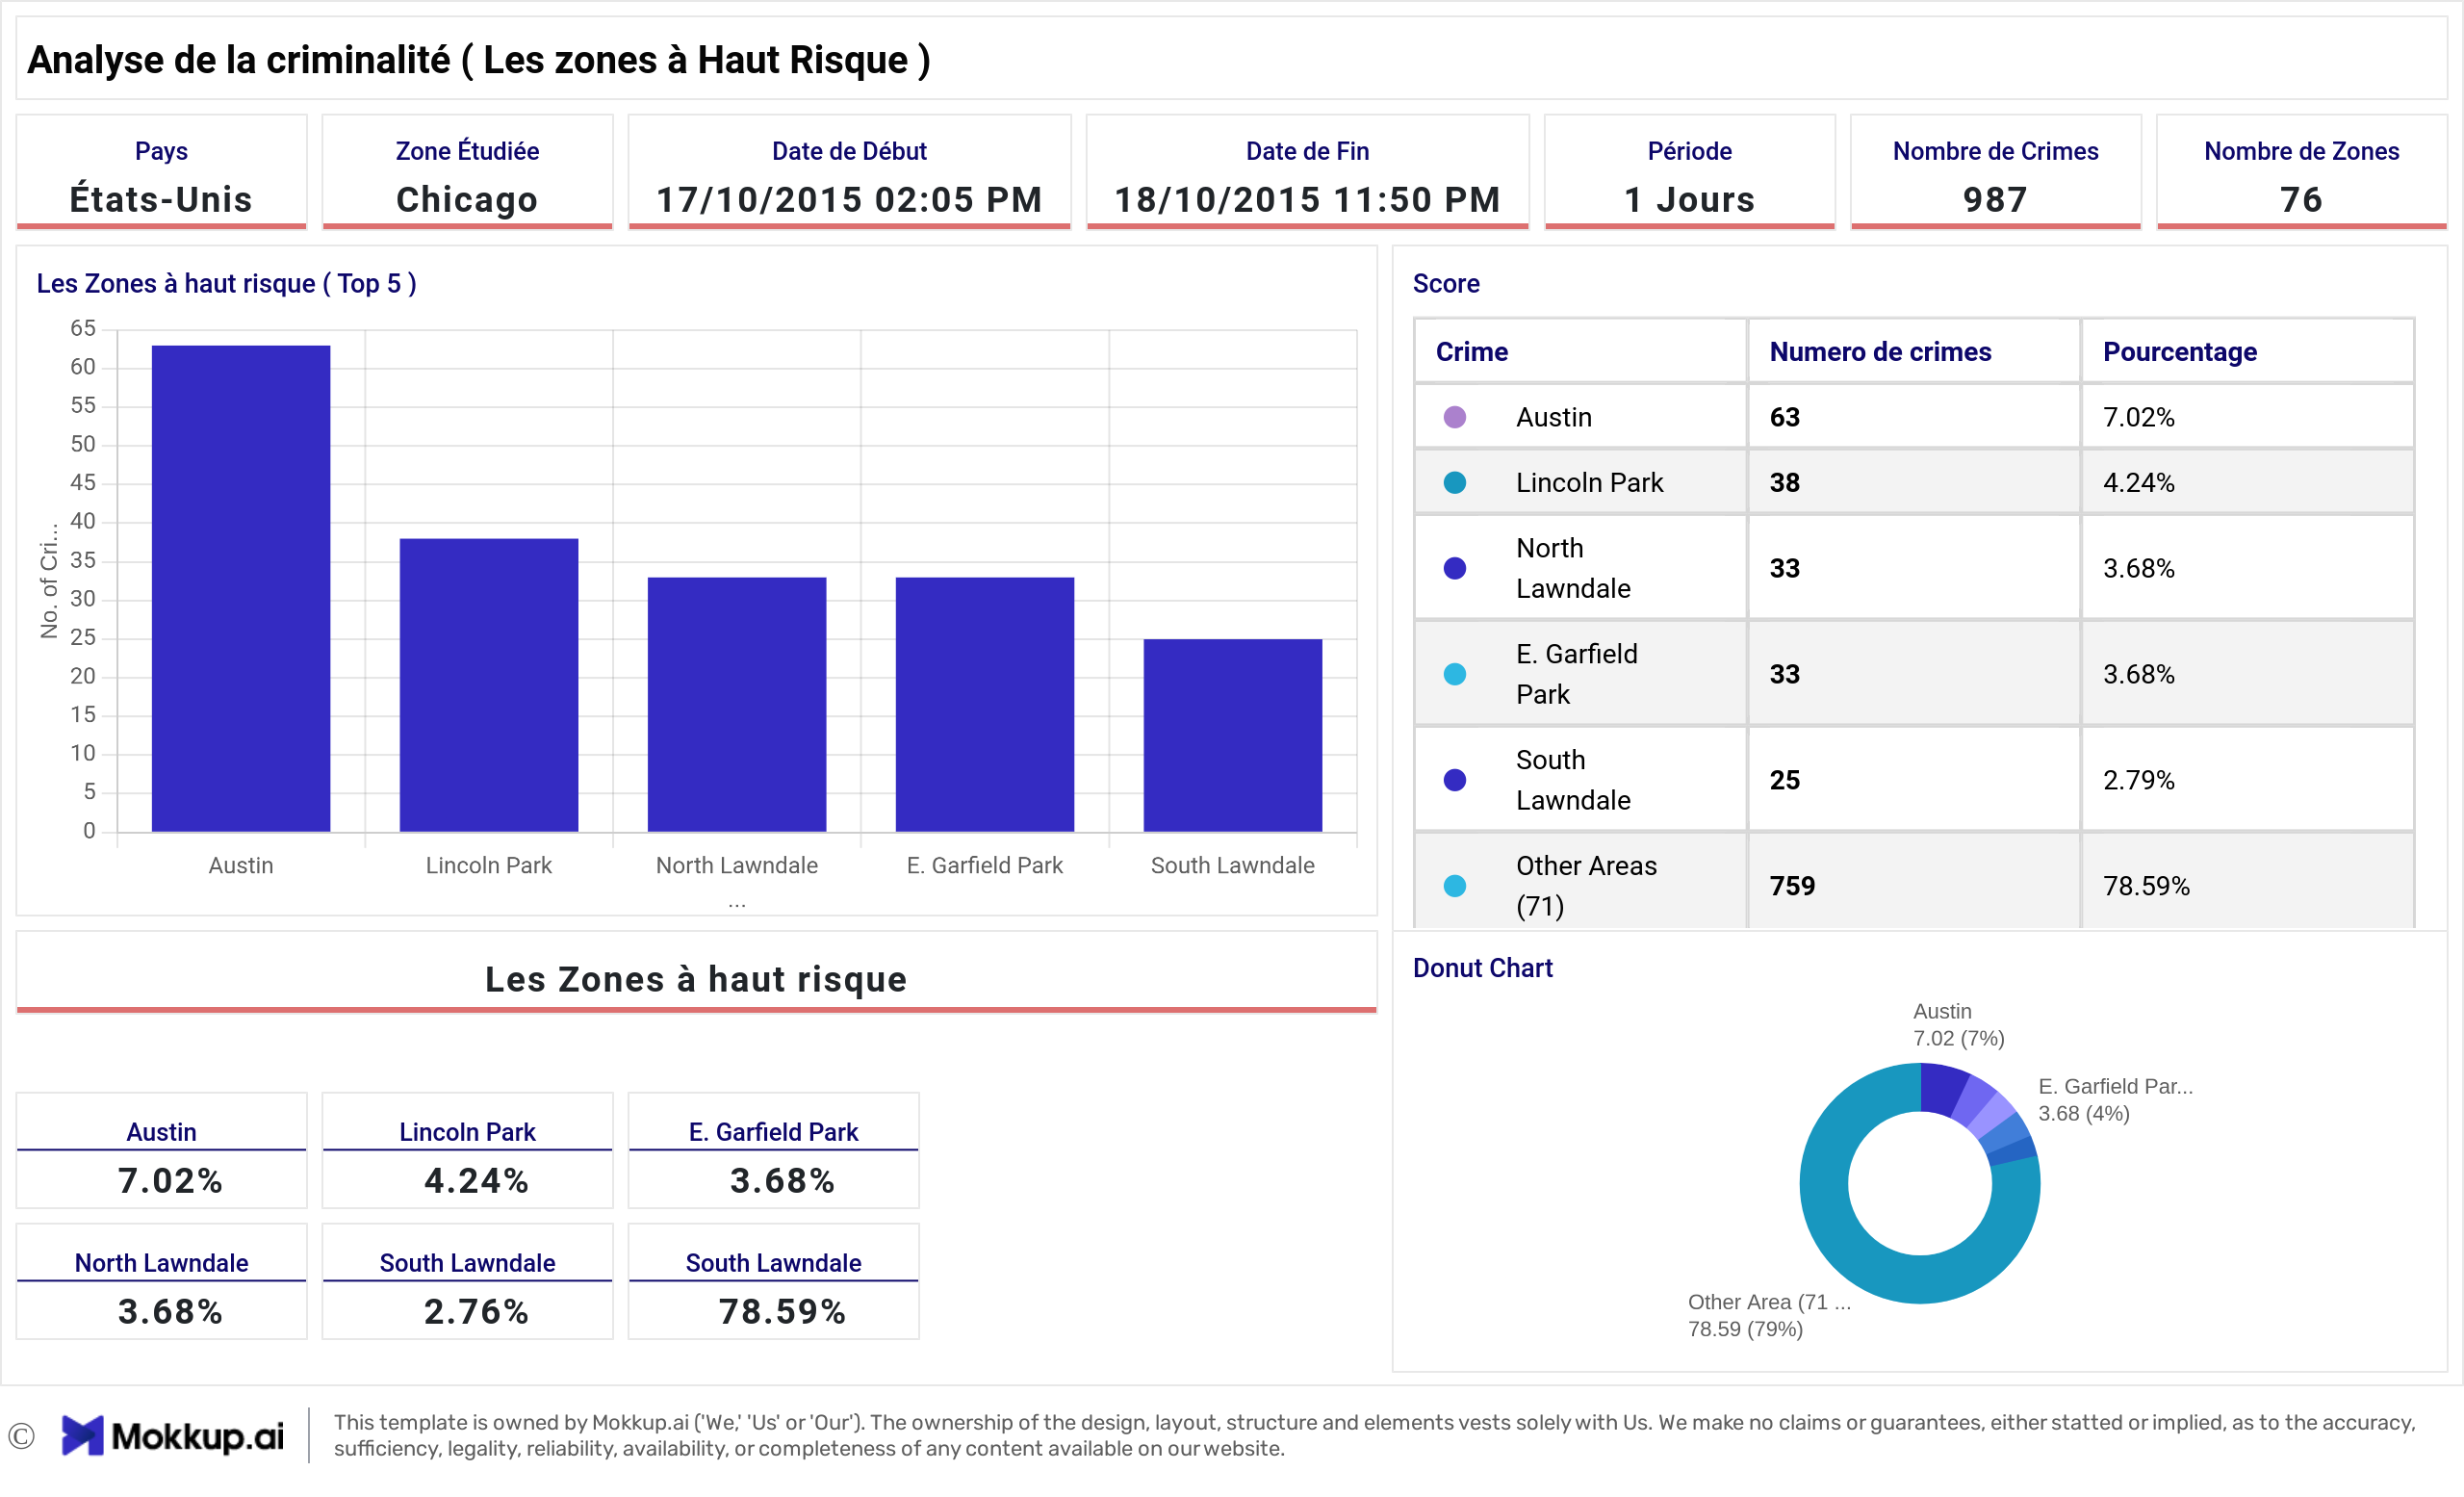 Analyse de la criminalité ( Les zones à Haut Risque )
Pays
États-Unis
Zone Étudiée
Chicago
Date de Début
17/10/2015 02:05 PM
Date de Fin
18/10/2015 11:50 PM
Période
1 Jours
Nombre de Crimes
987
Nombre de Zones
76
Les Zones à haut risque ( Top 5 )
65
60
55
50
45
40
35
30
25
20
15
10
5
0
No. of Cri...
Austin
Lincoln Park
North Lawndale
E. Garfield Park
South Lawndale
...
Score
Crime Numero de crimes Pourcentage
Austin 63 7.02%
Lincoln Park 38 4.24%
North
Lawndale
33 3.68%
E. Garfield
Park
33 3.68%
South
Lawndale
25 2.79%
Other Areas
(71)
759 78.59%
Les Zones à haut risque
Austin
7.02%
Lincoln Park
4.24%
E. Garfield Park
3.68%
North Lawndale
3.68%
South Lawndale
2.76%
South Lawndale
78.59%
Donut Chart
Austin
7.02 (7%)
E. Garfield Par...
3.68 (4%)
Other Area (71 ...
78.59 (79%)
© Mokkup.ai
This template is owned by Mokkup.ai ('We,' 'Us' or 'Our'). The ownership of the design, layout, structure and elements vests solely with Us. We make no claims or guarantees, either statted or implied, as to the accuracy,
sufficiency, legality, reliability, availability, or completeness of any content available on our website.